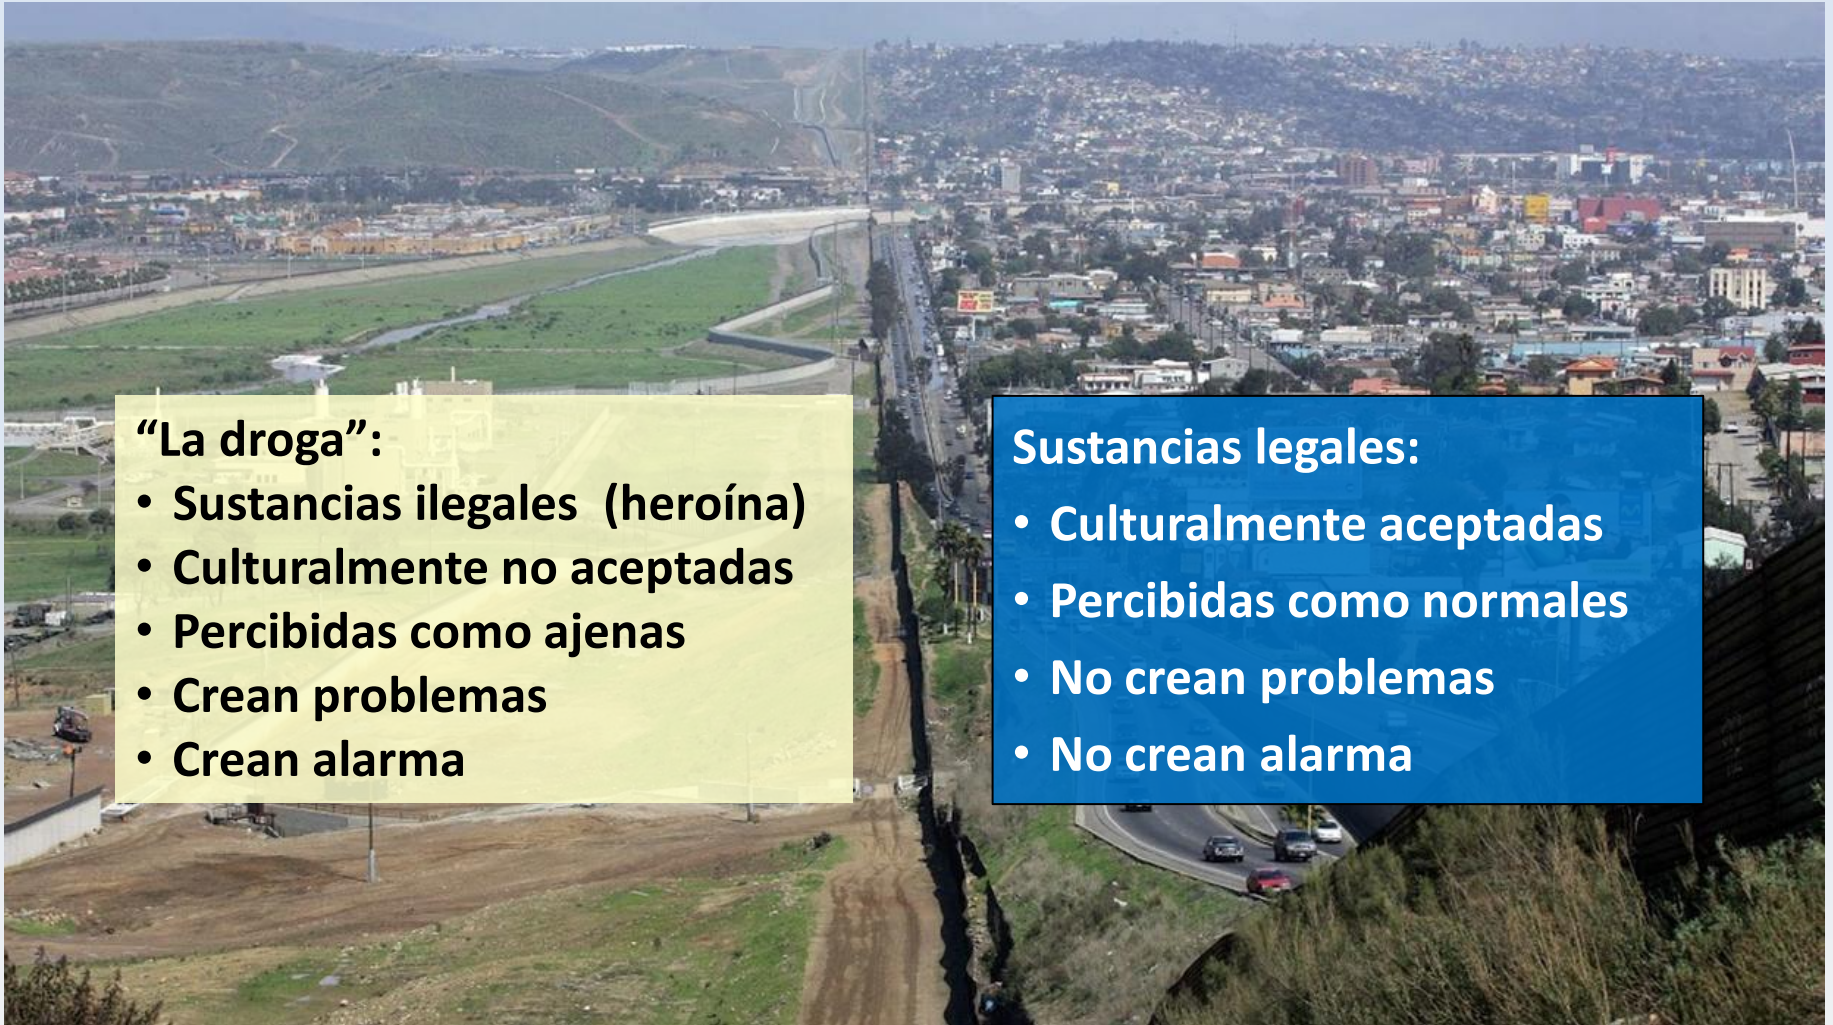 “La droga”:
• Sustancias ilegales (heroína)
• Culturalmente no aceptadas
• Percibidas como ajenas
• Crean problemas
• Crean alarma
Sustancias legales:
• Culturalmente aceptadas
• Percibidas como normales
• No crean problemas
• No crean alarma